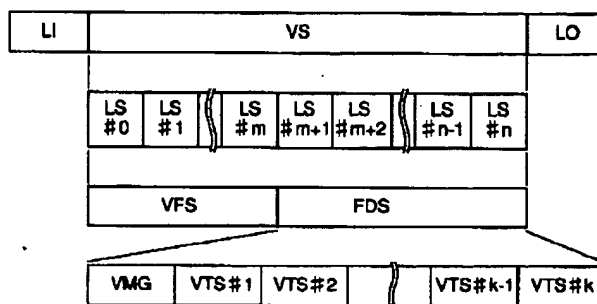 LI VS LO
LS #0 LS #1 LS #m LS #m+1 LS #m+2 LS #n-1 LS #n
VFS FDS
VMG VTS#1 VTS#2 VTS#k-1 VTS#k